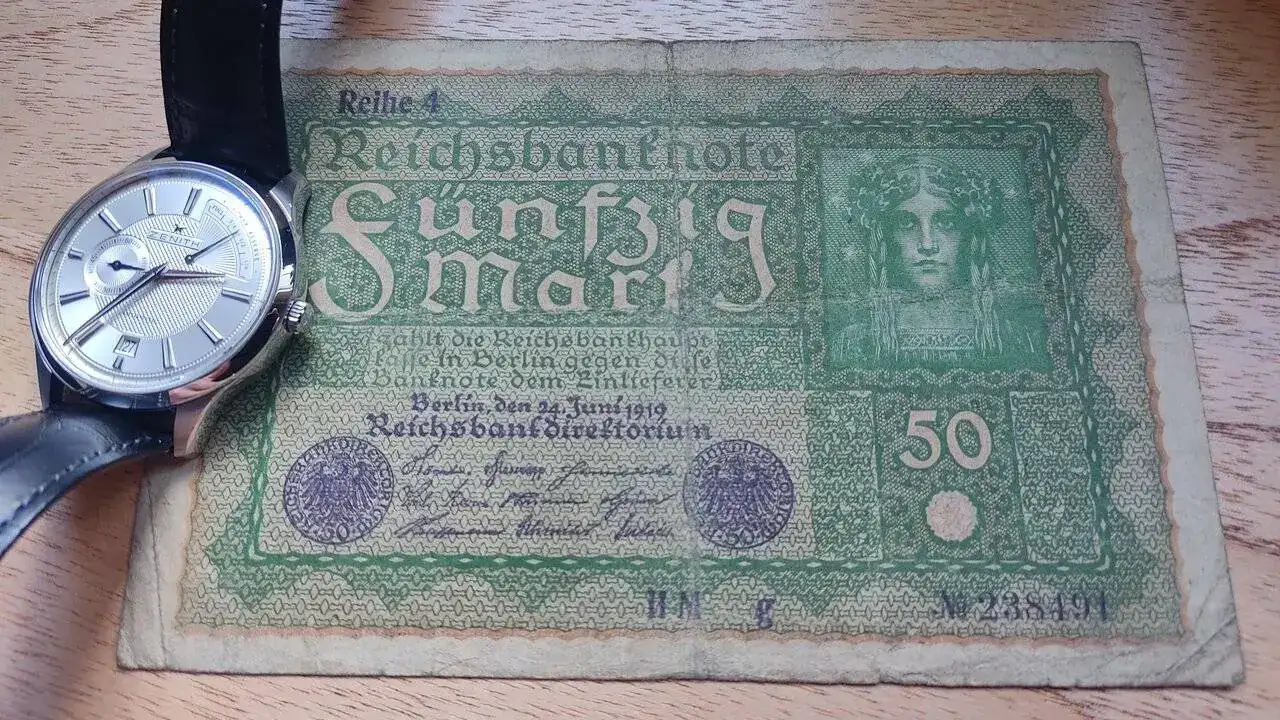 Reihe 4
Reichsbanknote
Fünfzig
Mark
zahlt die Reichsbankhaupt
kasse in Berlin gegen diese
Banknote dem Einlieferer
Berlin, den 24. Juni 1919
Reichsbankdirektorium
50
H M g
№ 238491
ZENITH